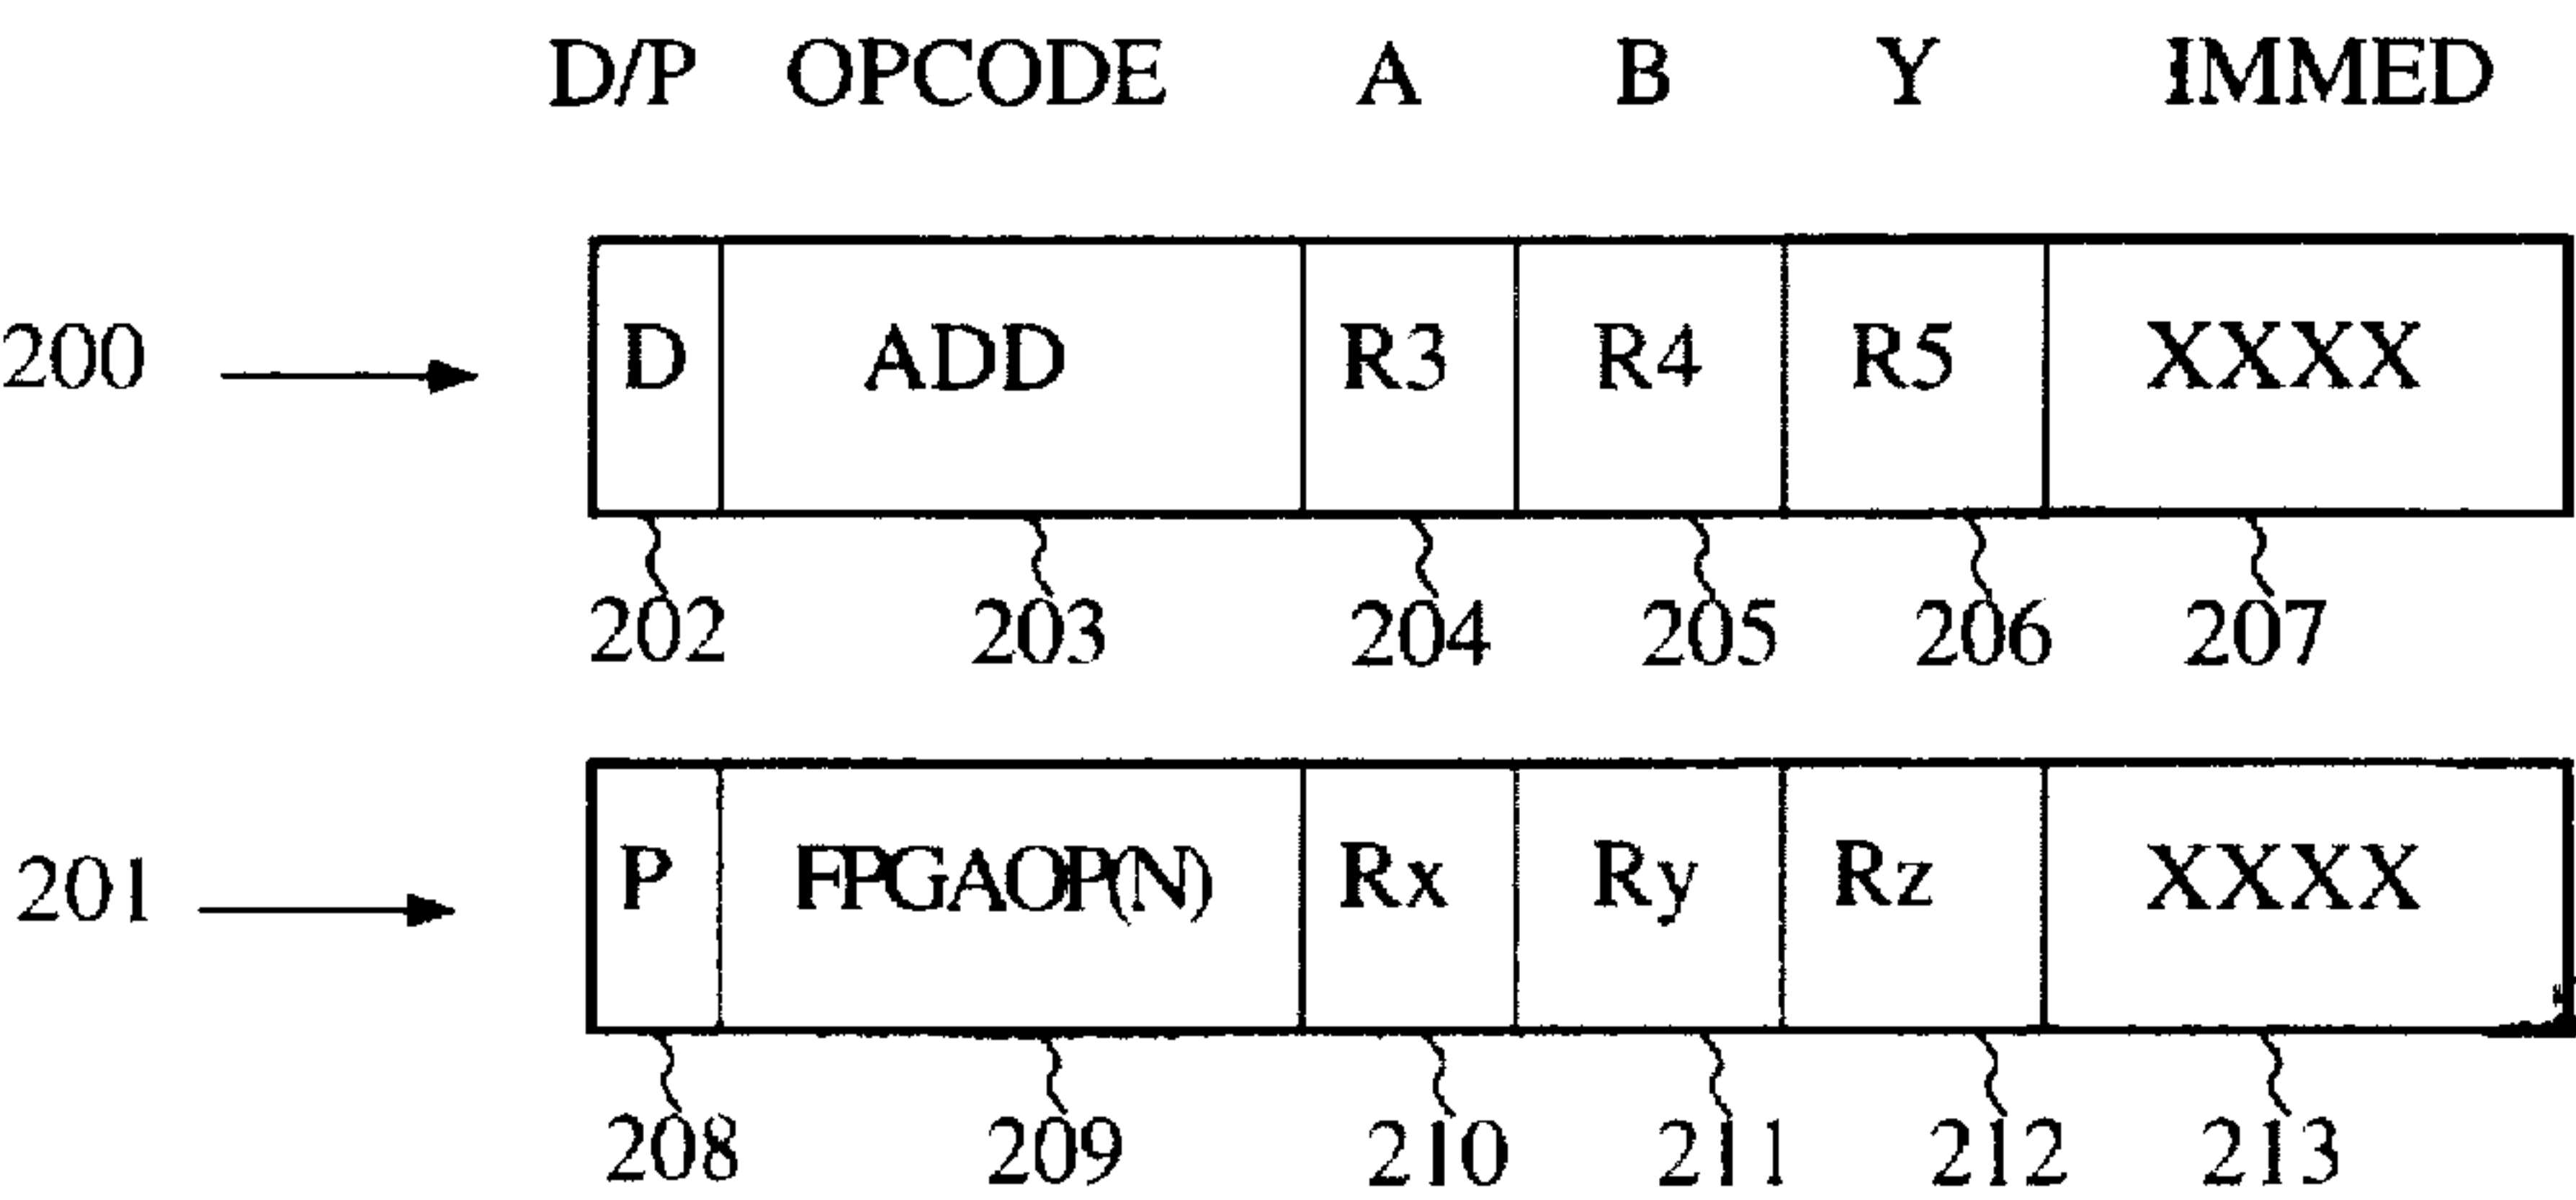 D/P OPCODE A B Y IMMED
200 D ADD R3 R4 R5 XXXX
202 203 204 205 206 207
201 P FPGAOP(N) Rx Ry Rz XXXX
208 209 210 211 212 213